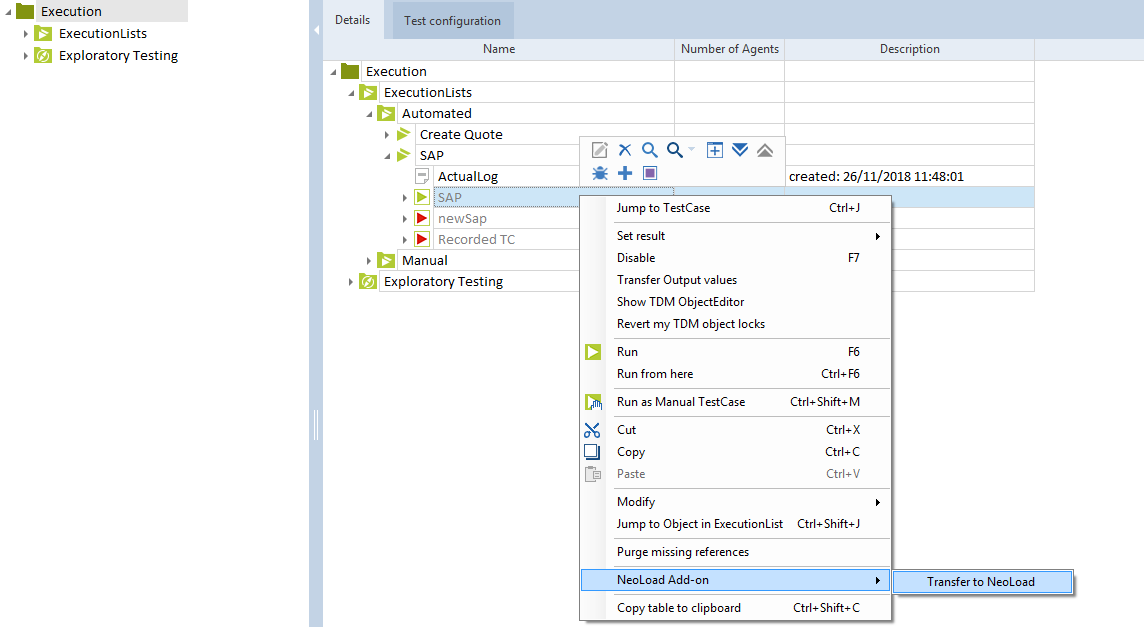 Execution
ExecutionLists
Exploratory Testing
Details
Test configuration
Name Number of Agents Description
Execution
ExecutionLists
Automated
Create Quote
SAP
ActualLog created: 26/11/2018 11:48:01
SAP
newSap
Recorded TC
Manual
Exploratory Testing
Jump to TestCase Ctrl+J
Set result
Disable F7
Transfer Output values
Show TDM ObjectEditor
Revert my TDM object locks
Run F6
Run from here Ctrl+F6
Run as Manual TestCase Ctrl+Shift+M
Cut Ctrl+X
Copy Ctrl+C
Paste Ctrl+V
Modify
Jump to Object in ExecutionList Ctrl+Shift+J
Purge missing references
NeoLoad Add-on
Transfer to NeoLoad
Copy table to clipboard Ctrl+Shift+C